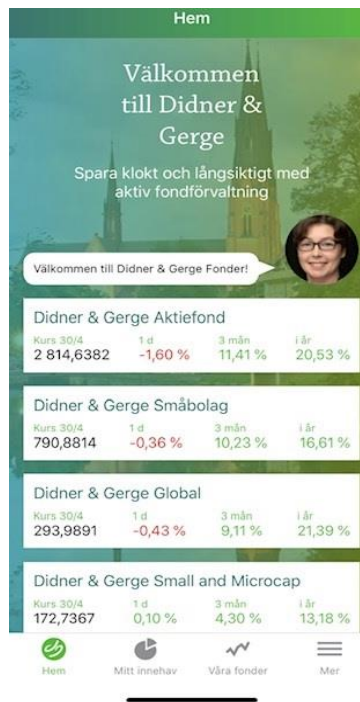 Hem
Välkommen
till Didner &
Gerge
Spara klokt och långsiktigt med
aktiv fondförvaltning
Välkommen till Didner & Gerge Fonder!
Didner & Gerge Aktiefond
Kurs 30/4 1 d 3 mån i år
2 814,6382 -1,60 % 11,41 % 20,53 %
Didner & Gerge Småbolag
Kurs 30/4 1 d 3 mån i år
790,8814 -0,36 % 10,23 % 16,61 %
Didner & Gerge Global
Kurs 30/4 1 d 3 mån i år
293,9891 -0,43 % 9,11 % 21,39 %
Didner & Gerge Small and Microcap
Kurs 30/4 1 d 3 mån i år
172,7367 0,10 % 4,30 % 13,18 %
Hem Mitt innehav Våra fonder Mer